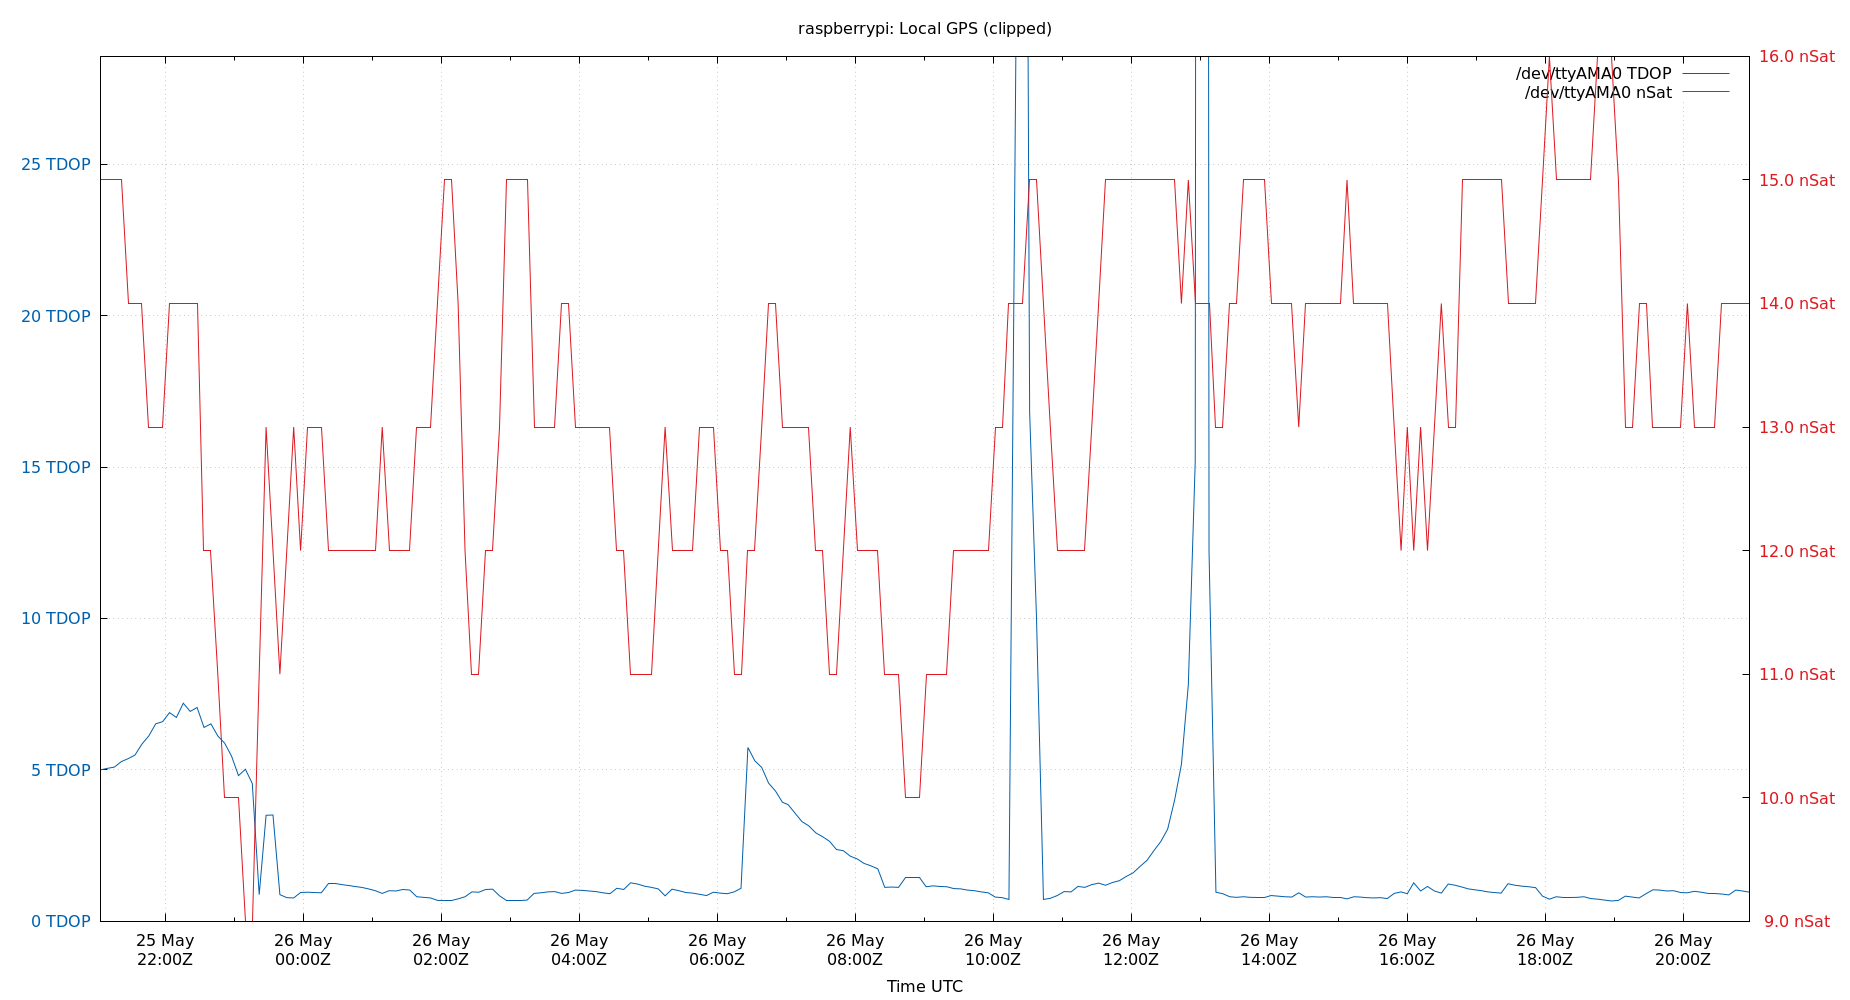 raspberrypi: Local GPS (clipped)
16.0 nSat
/dev/ttyAMA0 TDOP
/dev/ttyAMA0 nSat
25 TDOP
15.0 nSat
20 TDOP
14.0 nSat
15 TDOP
13.0 nSat
12.0 nSat
10 TDOP
11.0 nSat
5 TDOP
10.0 nSat
0 TDOP
9.0 nSat
25 May 26 May 26 May 26 May 26 May 26 May 26 May 26 May 26 May 26 May 26 May 26 May
22:00Z 00:00Z 02:00Z 04:00Z 06:00Z 08:00Z 10:00Z 12:00Z 14:00Z 16:00Z 18:00Z 20:00Z
Time UTC